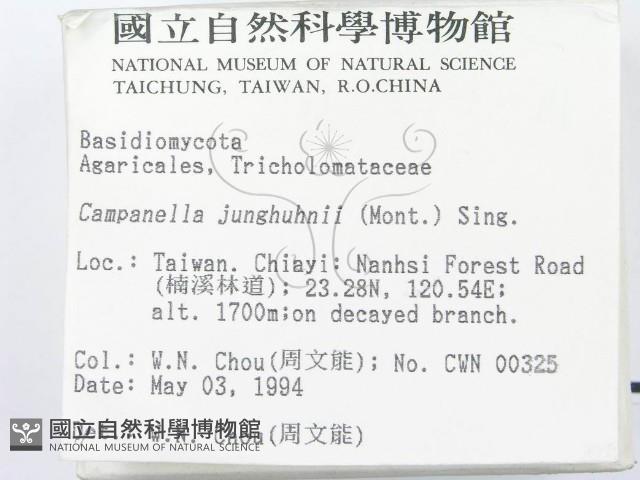 國立自然科學博物館
NATIONAL MUSEUM OF NATURAL SCIENCE
TAICHUNG, TAIWAN, R.O.CHINA
Basidiomycota
Agaricales, Tricholomataceae
Campanella junghuhnii (Mont.) Sing.
Loc.: Taiwan. Chiayi: Nanhsi Forest Road
(楠溪林道); 23.28N, 120.54E;
alt. 1700m;on decayed branch.
Col.: W.N. Chou(周文能); No. CWN 00325
Date: May 03, 1994
W.N. Chou(周文能)
國立自然科學博物館
NATIONAL MUSEUM OF NATURAL SCIENCE